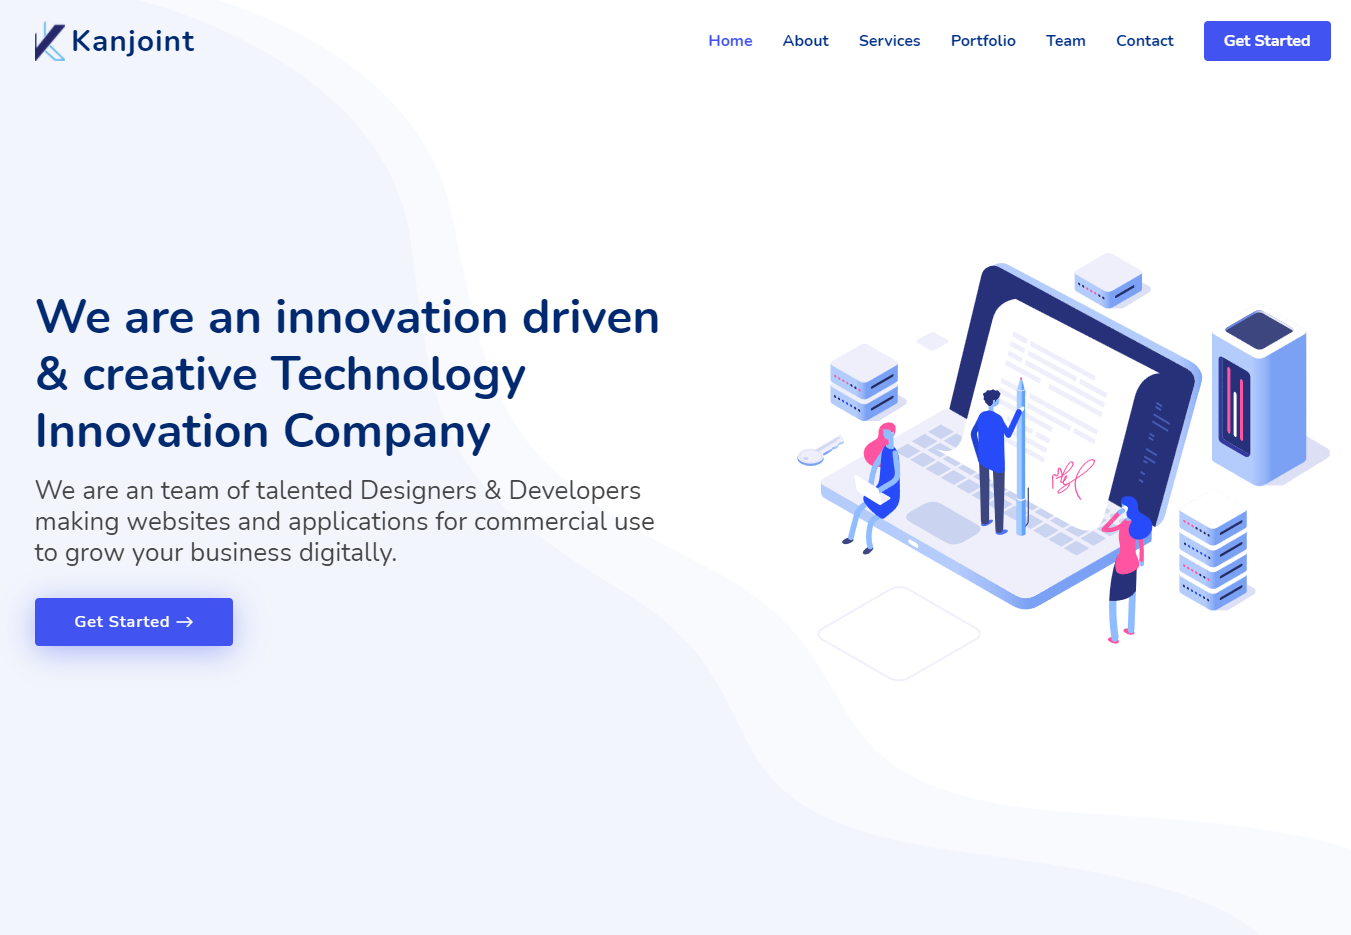 Kanjoint
Home About Services Portfolio Team Contact Get Started
We are an innovation driven
& creative Technology
Innovation Company
We are an team of talented Designers & Developers
making websites and applications for commercial use
to grow your business digitally.
Get Started →